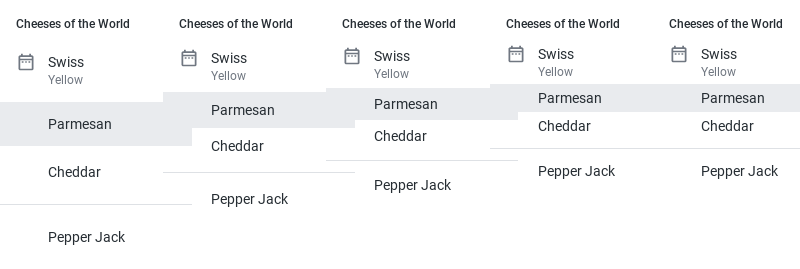 Cheeses of the World
Swiss
Yellow
Parmesan
Cheddar
Pepper Jack
Cheeses of the World
Swiss
Yellow
Parmesan
Cheddar
Pepper Jack
Cheeses of the World
Swiss
Yellow
Parmesan
Cheddar
Pepper Jack
Cheeses of the World
Swiss
Yellow
Parmesan
Cheddar
Pepper Jack
Cheeses of the World
Swiss
Yellow
Parmesan
Cheddar
Pepper Jack